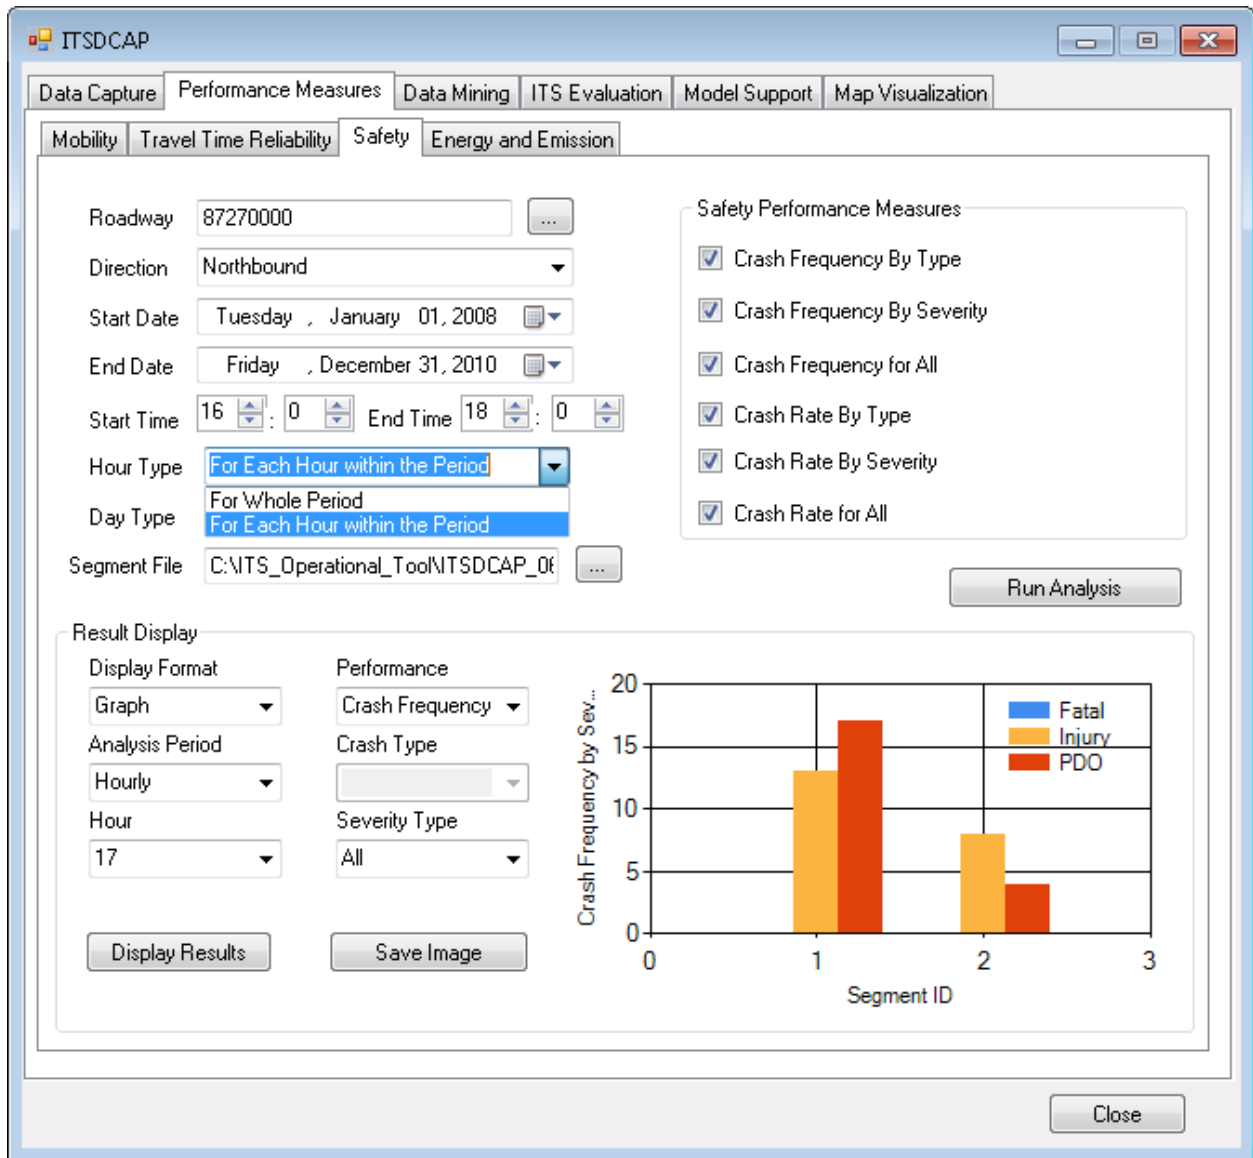 ITSDCAP
Data Capture Performance Measures Data Mining ITS Evaluation Model Support Map Visualization
Mobility Travel Time Reliability Safety Energy and Emission
Roadway 87270000 ...
Direction Northbound
Start Date Tuesday , January 01, 2008
End Date Friday , December 31, 2010
Start Time 16 : 0 End Time 18 : 0
Hour Type For Each Hour within the Period
For Whole Period
For Each Hour within the Period
Day Type
Segment File C:\ITS_Operational_Tool\ITSDCAP_06 ...
Safety Performance Measures
Crash Frequency By Type
Crash Frequency By Severity
Crash Frequency for All
Crash Rate By Type
Crash Rate By Severity
Crash Rate for All
Run Analysis
Result Display
Display Format Performance
Graph Crash Frequency
Analysis Period Crash Type
Hourly
Hour Severity Type
17 All
Display Results Save Image
Crash Frequency by Sev...
20
15
10
5
0
0 1 2 3
Segment ID
Fatal
Injury
PDO
Close